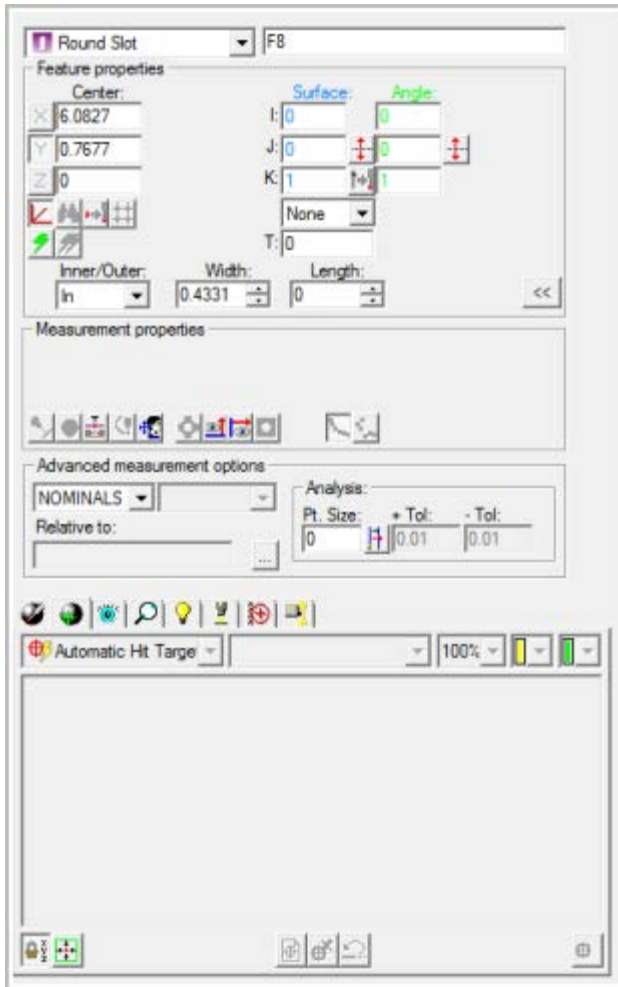 Round Slot F8
Feature properties
Center: Surface: Angle:
X 6.0827 I: 0 0
Y 0.7677 J: 0 0
Z 0 K: 1 1
None
T: 0
Inner/Outer: Width: Length:
In 0.4331 0 <<
Measurement properties
Advanced measurement options
NOMINALS Analysis:
Relative to: Pt. Size: + Tol: - Tol:
0 0.01 0.01
...
Automatic Hit Targe 100%